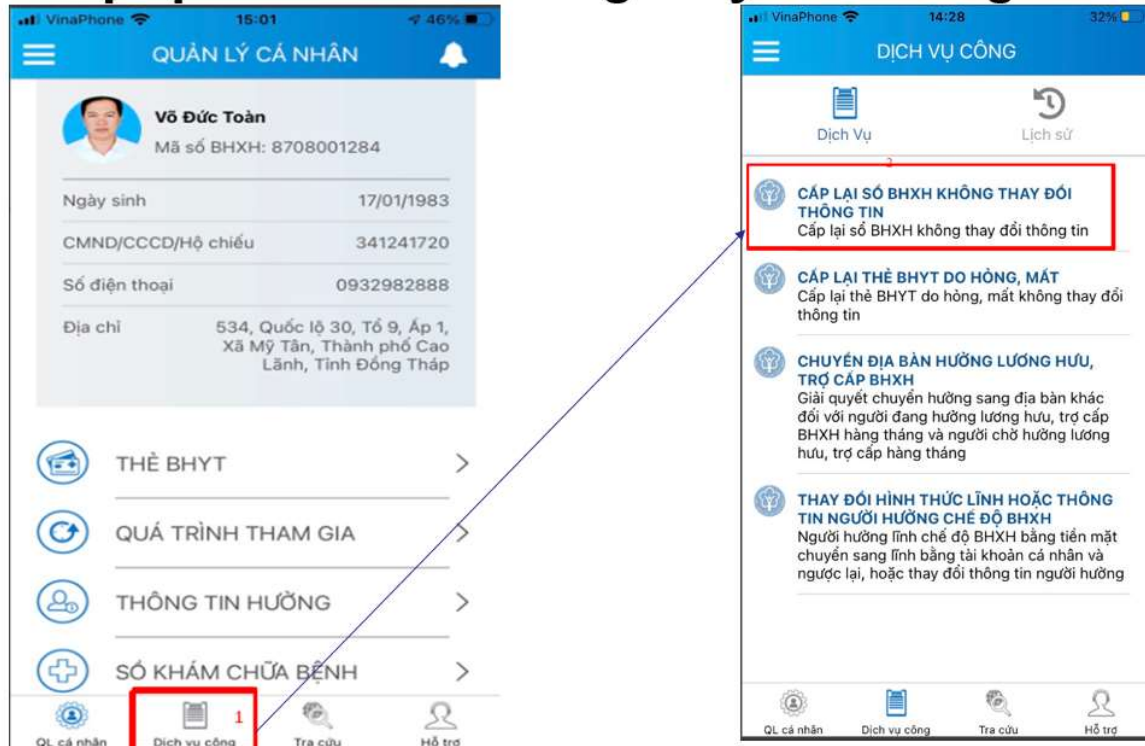 VinaPhone 15:01 46%
QUẢN LÝ CÁ NHÂN
Võ Đức Toàn
Mã số BHXH: 8708001284
Ngày sinh 17/01/1983
CMND/CCCD/Hộ chiếu 341241720
Số điện thoại 0932982888
Địa chỉ 534, Quốc lộ 30, Tổ 9, Ấp 1,
Xã Mỹ Tân, Thành phố Cao
Lãnh, Tỉnh Đồng Tháp
THẺ BHYT
QUÁ TRÌNH THAM GIA
THÔNG TIN HƯỞNG
SỔ KHÁM CHỮA BỆNH
1
QL cá nhân Dịch vụ công Tra cứu Hỗ trợ
VinaPhone 14:28 32%
DỊCH VỤ CÔNG
Dịch Vụ Lịch sử
2
CẤP LẠI SỔ BHXH KHÔNG THAY ĐỔI
THÔNG TIN
Cấp lại sổ BHXH không thay đổi thông tin
CẤP LẠI THẺ BHYT DO HỎNG, MẤT
Cấp lại thẻ BHYT do hỏng, mất không thay đổi
thông tin
CHUYỂN ĐỊA BÀN HƯỞNG LƯƠNG HƯU,
TRỢ CẤP BHXH
Giải quyết chuyển hưởng sang địa bàn khác
đối với người đang hưởng lương hưu, trợ cấp
BHXH hàng tháng và người chờ hưởng lương
hưu, trợ cấp hàng tháng
THAY ĐỔI HÌNH THỨC LĨNH HOẶC THÔNG
TIN NGƯỜI HƯỞNG CHẾ ĐỘ BHXH
Người hưởng lĩnh chế độ BHXH bằng tiền mặt
chuyển sang lĩnh bằng tài khoản cá nhân và
ngược lại, hoặc thay đổi thông tin người hưởng
QL cá nhân Dịch vụ công Tra cứu Hỗ trợ